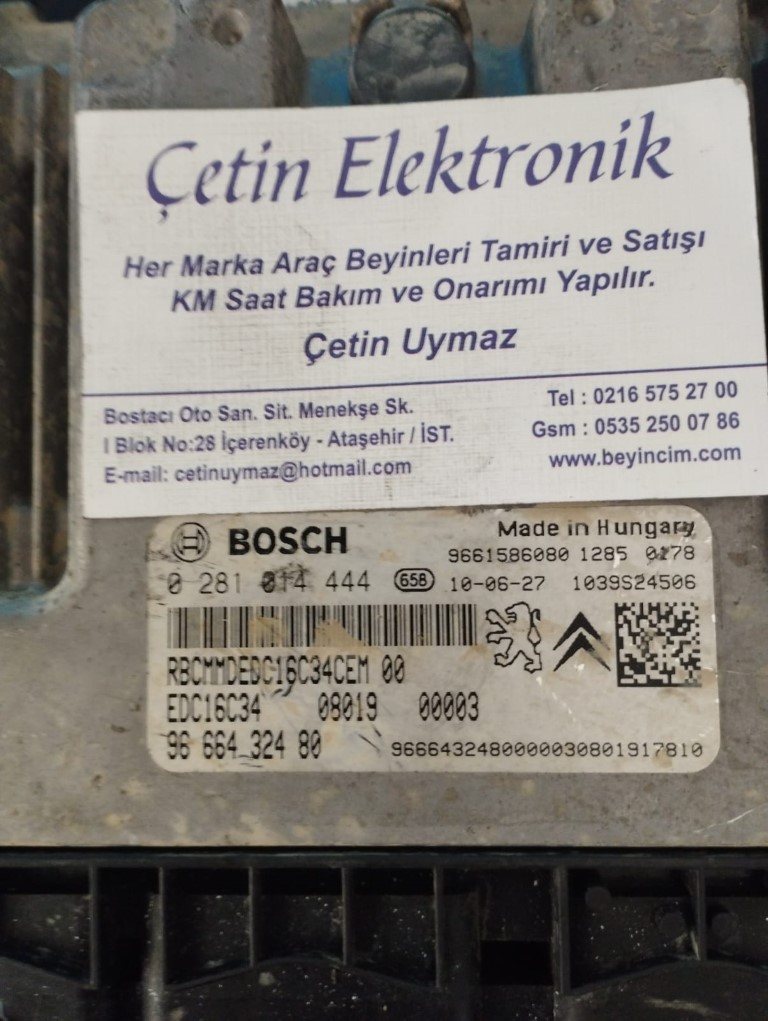 Çetin Elektronik
Her Marka Araç Beyinleri Tamiri ve Satışı
KM Saat Bakım ve Onarımı Yapılır.
Çetin Uymaz
Bostacı Oto San. Sit. Menekşe Sk.
I Blok No:28 İçerenköy - Ataşehir / İST.
E-mail: cetinuymaz@hotmail.com
Tel : 0216 575 27 00
Gsm : 0535 250 07 86
www.beyincim.com
BOSCH
Made in Hungary
9661586080 1285 0178
0 281 014 444 658 10-06-27 1039S24506
RBCMMDEDC16C34CEM 00
EDC16C34 08019 00003
96 664 324 80 9666432480000030801917810